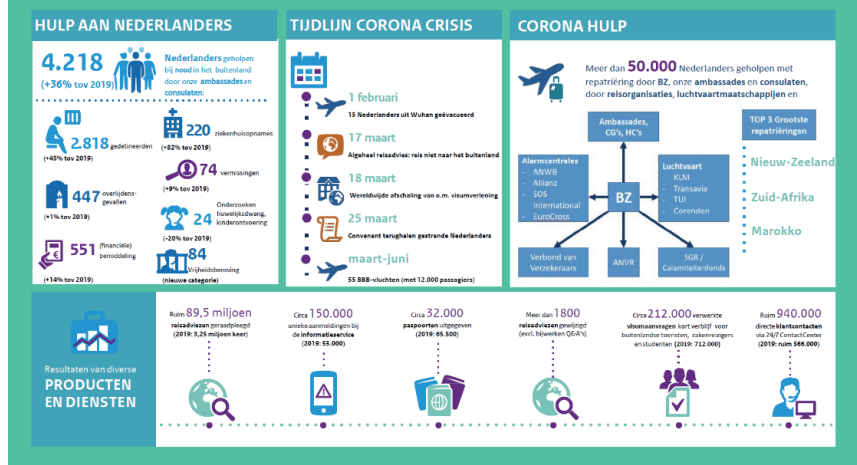 HULP AAN NEDERLANDERS
4.218
(+36% tov 2019)
Nederlanders geholpen
bij nood in het buitenland
door onze ambassades en
consulaten:
2.818 gedetineerden
(+45% tov 2019)
220 ziekenhuisopnames
(+82% tov 2019)
74 vermissingen
(+9% tov 2019)
447 overlijdens-
gevallen
(+1% tov 2019)
24 Onderzoeken
huwelijksdwang,
kinderontvoering
(-20% tov 2019)
551 (financiële)
bemiddeling
(+14% tov 2019)
84
Vrijheidsberoving
(nieuwe categorie)
TIJDLIJN CORONA CRISIS
1 februari
15 Nederlanders uit Wuhan geëvacueerd
17 maart
Algeheel reisadvies: reis niet naar het buitenland
18 maart
Wereldwijde afschaling van o.m. visumverlening
25 maart
Convenant terughalen gestrande Nederlanders
maart-juni
55 BBB-vluchten (met 12.000 passagiers)
CORONA HULP
Meer dan 50.000 Nederlanders geholpen met
repatriëring door BZ, onze ambassades en consulaten,
door reisorganisaties, luchtvaartmaatschappijen en
Ambassades,
CG's, HC's
Alarmcentrales
- ANWB
- Allianz
- SOS
International
- EuroCross
BZ
Luchtvaart
- KLM
- Transavia
- TUI
- Corendon
Verbond van
Verzekeraars
ANVR
SGR /
Calamiteitenfonds
TOP 3 Grootste
repatriëringen
Nieuw-Zeeland
Zuid-Afrika
Marokko
Resultaten van diverse
PRODUCTEN
EN DIENSTEN
Ruim 89,5 miljoen
reisadviezen geraadpleegd
(2019: 5,25 miljoen keer)
Circa 150.000
unieke aanmeldingen bij
de informatieservice
(2019: 55.000)
Circa 32.000
paspoorten uitgegeven
(2019: 65.500)
Meer dan 1800
reisadviezen gewijzigd
(excl. bijwerken Q&A's)
Circa 212.000 verwerkte
visumaanvragen kort verblijf voor
buitenlandse toeristen, zakenreizigers
en studenten (2019: 712.000)
Ruim 940.000
directe klantcontacten
via 24/7 ContactCenter
(2019: ruim 566.000)